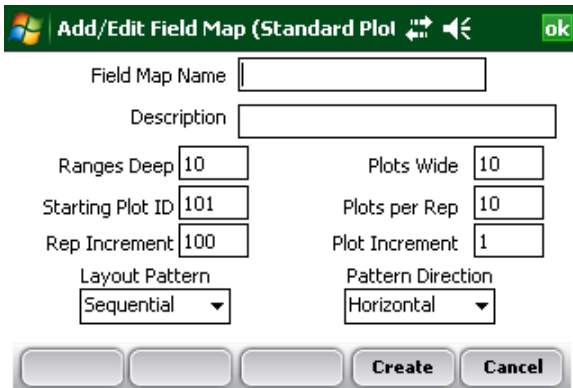 Add/Edit Field Map (Standard Plot ok
Field Map Name
Description
Ranges Deep 10 Plots Wide 10
Starting Plot ID 101 Plots per Rep 10
Rep Increment 100 Plot Increment 1
Layout Pattern Pattern Direction
Sequential Horizontal
Create Cancel